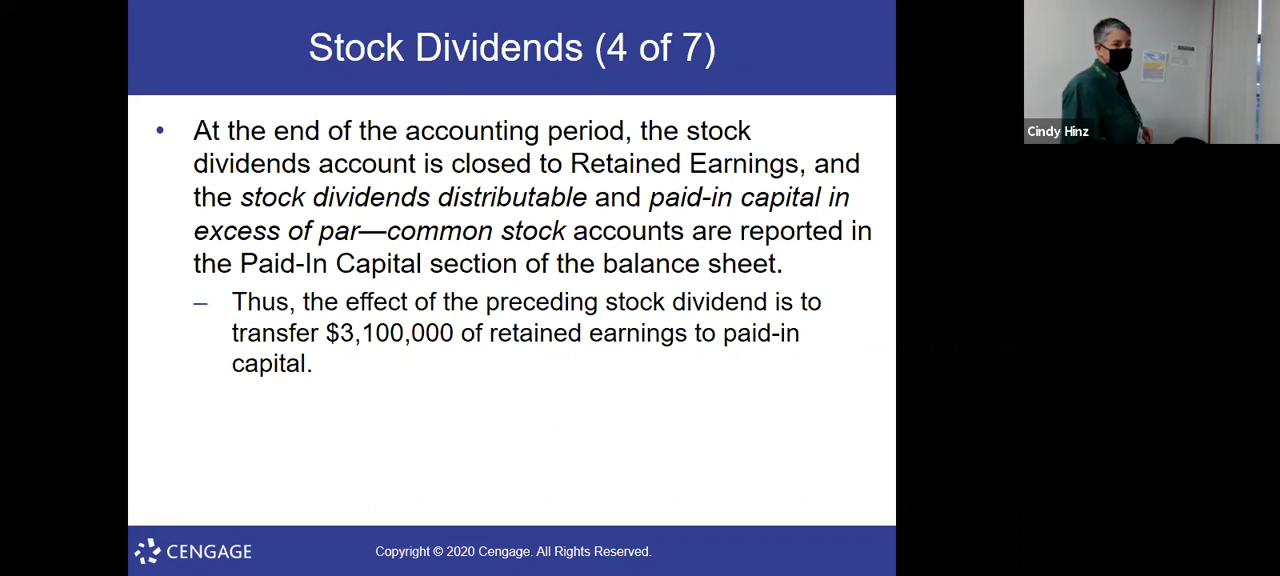 Stock Dividends (4 of 7)
• At the end of the accounting period, the stock
dividends account is closed to Retained Earnings, and
the stock dividends distributable and paid-in capital in
excess of par—common stock accounts are reported in
the Paid-In Capital section of the balance sheet.
– Thus, the effect of the preceding stock dividend is to
transfer $3,100,000 of retained earnings to paid-in
capital.
CENGAGE
Copyright © 2020 Cengage. All Rights Reserved.
Cindy Hinz